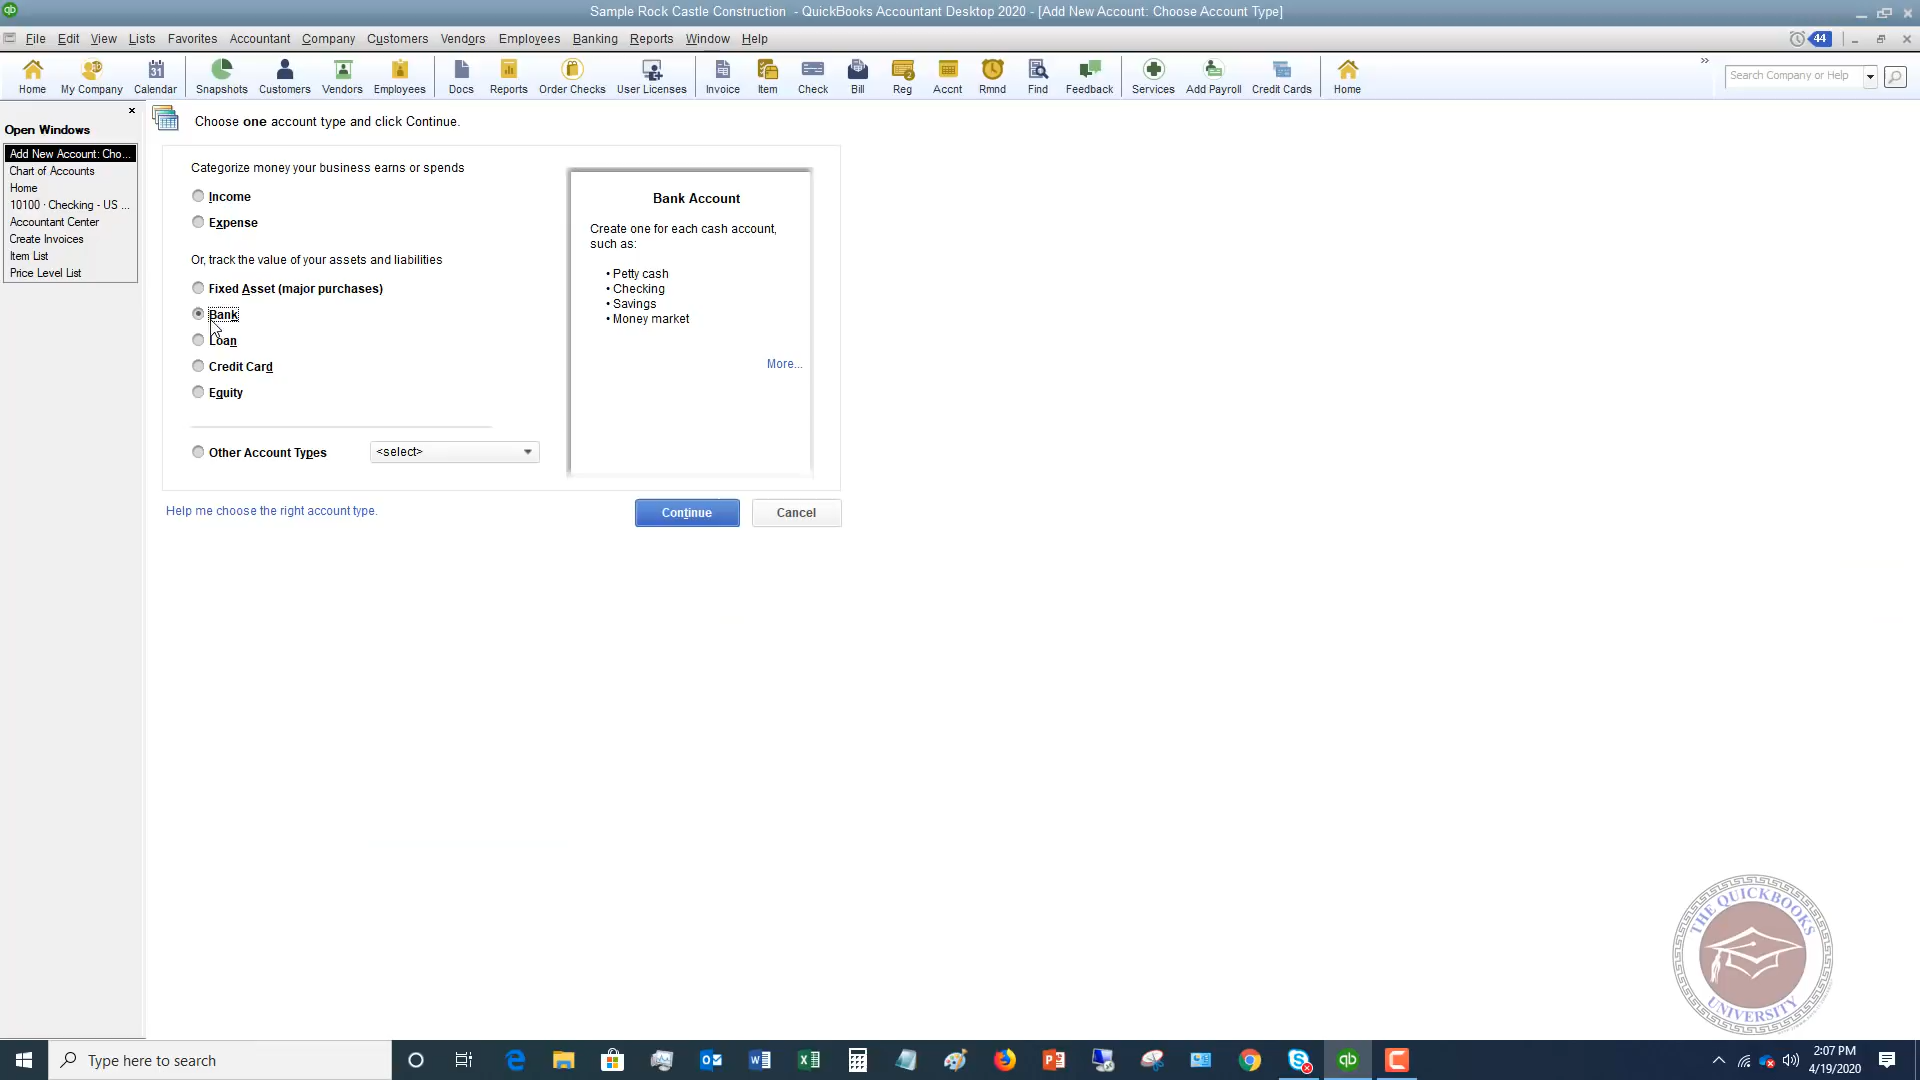 Sample Rock Castle Construction - QuickBooks Accountant Desktop 2020 - [Add New Account: Choose Account Type]
File Edit View Lists Favorites Accountant Company Customers Vendors Employees Banking Reports Window Help
44
Home My Company Calendar Snapshots Customers Vendors Employees Docs Reports Order Checks User Licenses Invoice Item Check Bill Reg Accnt Rmnd Find Feedback Services Add Payroll Credit Cards Home
31
Search Company or Help
Open Windows
Add New Account: Cho...
Chart of Accounts
Home
10100 · Checking - US ...
Accountant Center
Create Invoices
Item List
Price Level List
Choose one account type and click Continue.
Categorize money your business earns or spends
Income
Expense
Or, track the value of your assets and liabilities
Fixed Asset (major purchases)
Bank
Loan
Credit Card
Equity
Other Account Types
<select>
Bank Account
Create one for each cash account,
such as:
• Petty cash
• Checking
• Savings
• Money market
More...
Help me choose the right account type.
Continue
Cancel
THE QUICKBOOKS
UNIVERSITY
Type here to search
2:07 PM
4/19/2020